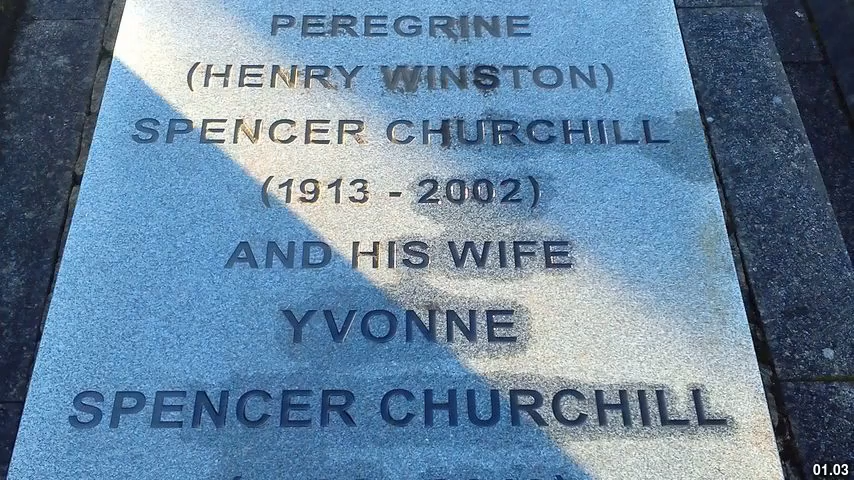 PEREGRINE
(HENRY WINSTON)
SPENCER CHURCHILL
(1913 - 2002)
AND HIS WIFE
YVONNE
SPENCER CHURCHILL
01.03